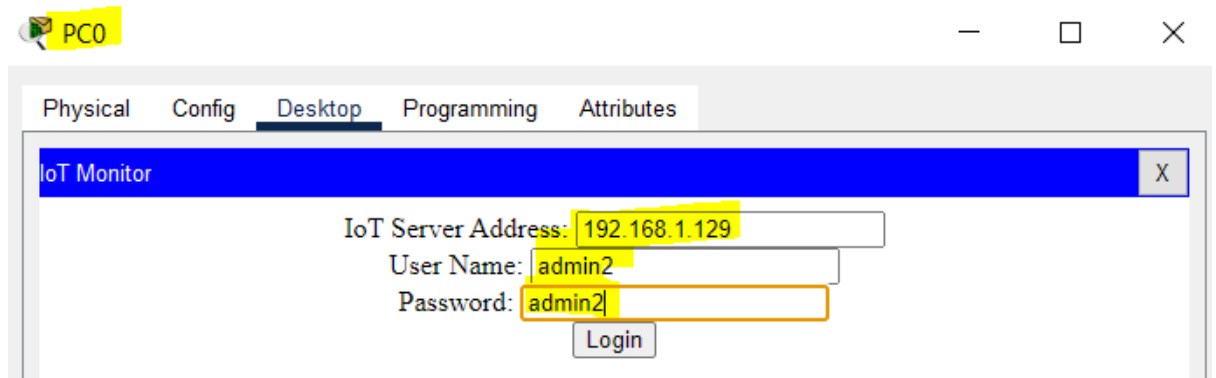 PC0
Physical Config Desktop Programming Attributes
IoT Monitor X
IoT Server Address: 192.168.1.129
User Name: admin2
Password: admin2
Login